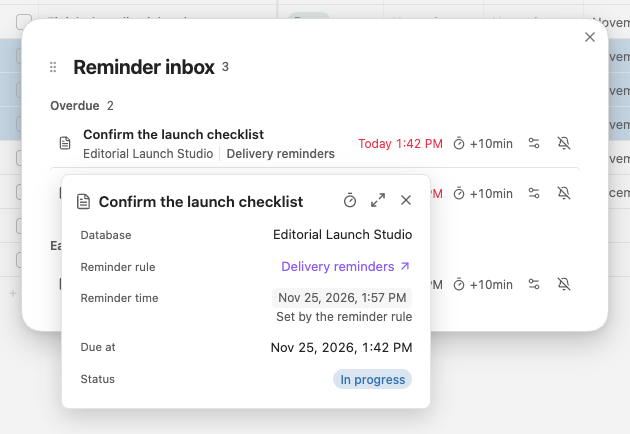 Reminder inbox 3
Overdue 2
Confirm the launch checklist
Editorial Launch Studio | Delivery reminders
Today 1:42 PM
+10min
+10min
+10min
Confirm the launch checklist
Database
Editorial Launch Studio
Reminder rule
Delivery reminders
Reminder time
Nov 25, 2026, 1:57 PM
Set by the reminder rule
Due at
Nov 25, 2026, 1:42 PM
Status
In progress